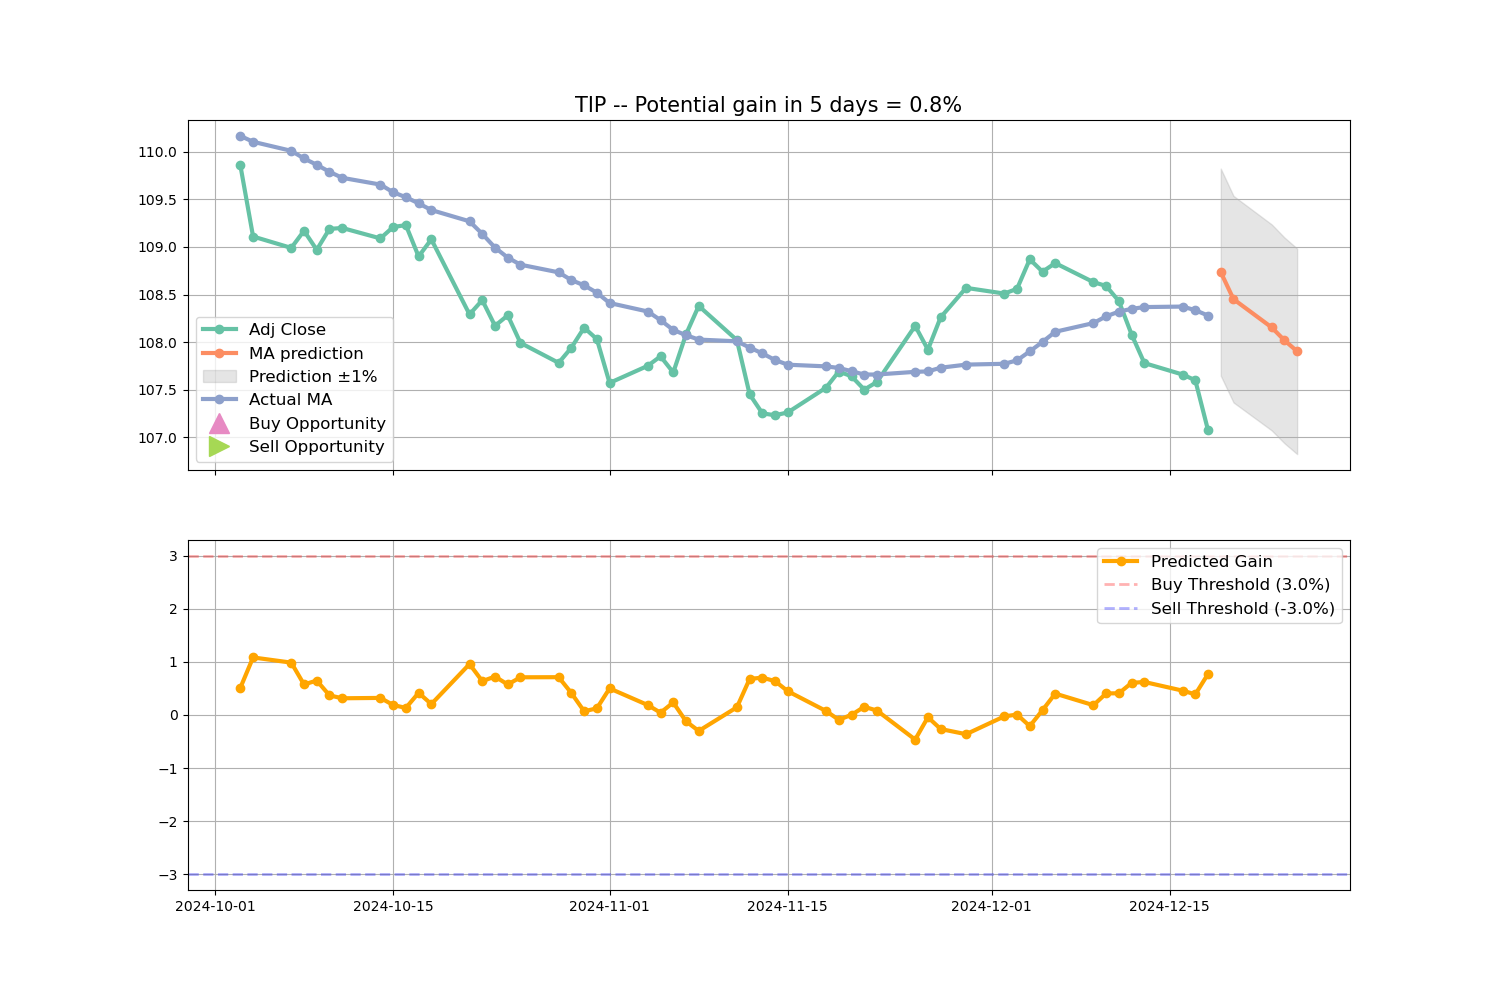 TIP -- Potential gain in 5 days = 0.8%
110.0
109.5
109.0
108.5
108.0
107.5
107.0
Adj Close
MA prediction
Prediction ±1%
Actual MA
Buy Opportunity
Sell Opportunity
3
2
1
0
−1
−2
−3
Predicted Gain
Buy Threshold (3.0%)
Sell Threshold (-3.0%)
2024-10-01 2024-10-15 2024-11-01 2024-11-15 2024-12-01 2024-12-15